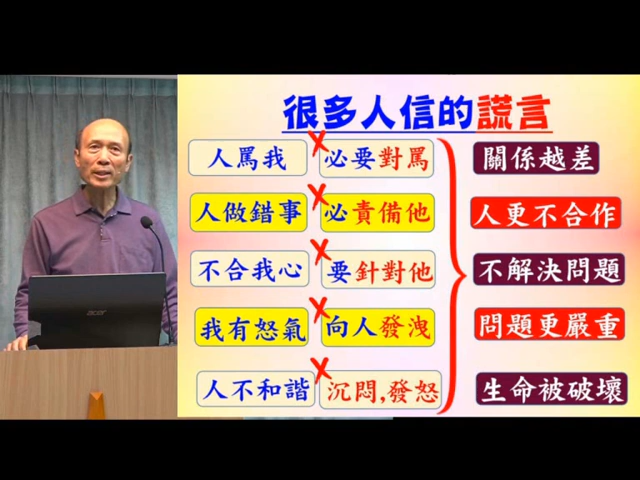 很多人信的謊言
人罵我 X 必要對罵 關係越差
人做錯事 X 必責備他 人更不合作
不合我心 X 要針對他 不解決問題
我有怒氣 X 向人發洩 問題更嚴重
人不和諧 X 沉悶,發怒 生命被破壞
acer